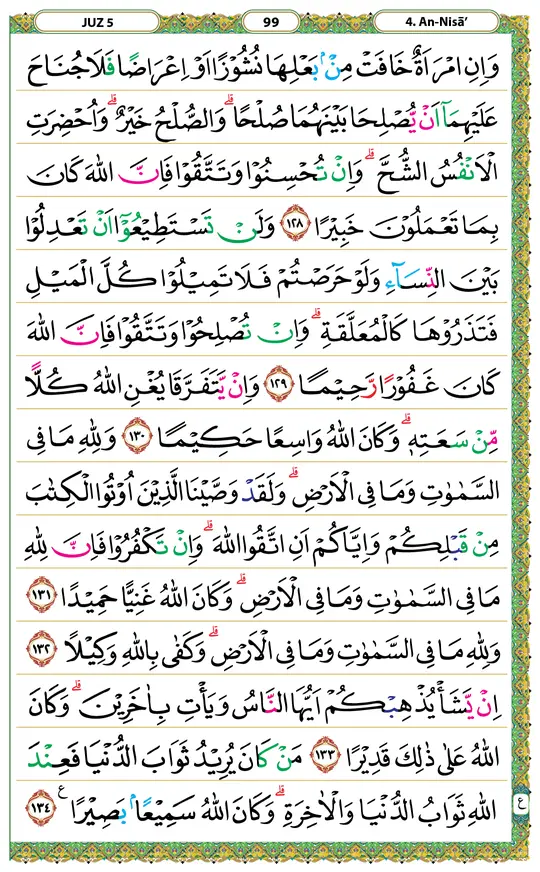 JUZ 5 99 4. An-Nisā’
وَاِنِ امْرَاَةٌ خَافَتْ مِنْۢ بَعْلِهَا نُشُوْزًا اَوْ اِعْرَاضًا فَلَا جُنَاحَ
عَلَيْهِمَآ اَنْ يُّصْلِحَا بَيْنَهُمَا صُلْحًا ۗ وَالصُّلْحُ خَيْرٌ ۗ وَاُحْضِرَتِ
الْاَنْفُسُ الشُّحَّ ۗ وَاِنْ تُحْسِنُوْا وَتَتَّقُوْا فَاِنَّ اللّٰهَ كَانَ
بِمَا تَعْمَلُوْنَ خَبِيْرًا ١٢٨ وَلَنْ تَسْتَطِيْعُوْٓا اَنْ تَعْدِلُوْا
بَيْنَ النِّسَاۤءِ وَلَوْ حَرَصْتُمْ فَلَا تَمِيْلُوْا كُلَّ الْمَيْلِ
فَتَذَرُوْهَا كَالْمُعَلَّقَةِ ۗ وَاِنْ تُصْلِحُوْا وَتَتَّقُوْا فَاِنَّ اللّٰهَ
كَانَ غَفُوْرًا رَّحِيْمًا ١٢٩ وَاِنْ يَّتَفَرَّقَا يُغْنِ اللّٰهُ كُلًّا
مِّنْ سَعَتِهٖ ۗ وَكَانَ اللّٰهُ وَاسِعًا حَكِيْمًا ١٣٠ وَلِلّٰهِ مَا فِى
السَّمٰوٰتِ وَمَا فِى الْاَرْضِ ۗ وَلَقَدْ وَصَّيْنَا الَّذِيْنَ اُوْتُوا الْكِتٰبَ
مِنْ قَبْلِكُمْ وَاِيَّاكُمْ اَنِ اتَّقُوا اللّٰهَ ۗ وَاِنْ تَكْفُرُوْا فَاِنَّ لِلّٰهِ
مَا فِى السَّمٰوٰتِ وَمَا فِى الْاَرْضِ ۗ وَكَانَ اللّٰهُ غَنِيًّا حَمِيْدًا ١٣١
وَلِلّٰهِ مَا فِى السَّمٰوٰتِ وَمَا فِى الْاَرْضِ ۗ وَكَفٰى بِاللّٰهِ وَكِيْلًا ١٣٢
اِنْ يَّشَأْ يُذْهِبْكُمْ اَيُّهَا النَّاسُ وَيَأْتِ بِاٰخَرِيْنَ ۗ وَكَانَ
اللّٰهُ عَلٰى ذٰلِكَ قَدِيْرًا ١٣٣ مَنْ كَانَ يُرِيْدُ ثَوَابَ الدُّنْيَا فَعِنْدَ
اللّٰهِ ثَوَابُ الدُّنْيَا وَالْاٰخِرَةِ ۗ وَكَانَ اللّٰهُ سَمِيْعًاۢ بَصِيْرًا ع ١٣٤
ع